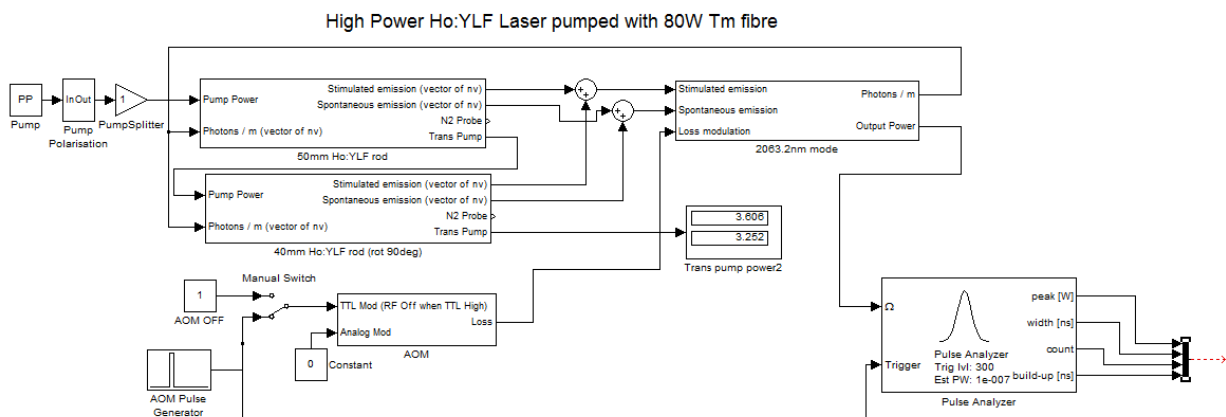 High Power Ho:YLF Laser pumped with 80W Tm fibre
PP
Pump
InOut
Pump
Polarisation
1
PumpSplitter
Pump Power
Photons / m (vector of nv)
Stimulated emission (vector of nv)
Spontaneous emission (vector of nv)
N2 Probe
Trans Pump
50mm Ho:YLF rod
Pump Power
Photons / m (vector of nv)
Stimulated emission (vector of nv)
Spontaneous emission (vector of nv)
N2 Probe
Trans Pump
40mm Ho:YLF rod (rot 90deg)
+
+
+
+
Stimulated emission
Spontaneous emission
Loss modulation
Photons / m
Output Power
2063.2nm mode
3.606
3.252
Trans pump power2
Manual Switch
1
AOM OFF
TTL Mod (RF Off when TTL High)
Analog Mod
Loss
AOM
0
Constant
AOM Pulse
Generator
Ω
Trigger
Pulse Analyzer
Trig lvl: 300
Est PW: 1e-007
peak [W]
width [ns]
count
build-up [ns]
Pulse Analyzer